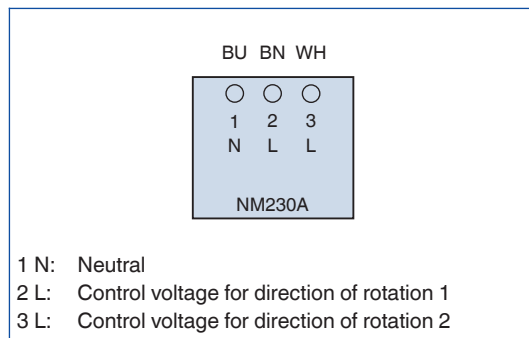 BU BN WH
1 2 3
N L L
NM230A
1 N: Neutral
2 L: Control voltage for direction of rotation 1
3 L: Control voltage for direction of rotation 2